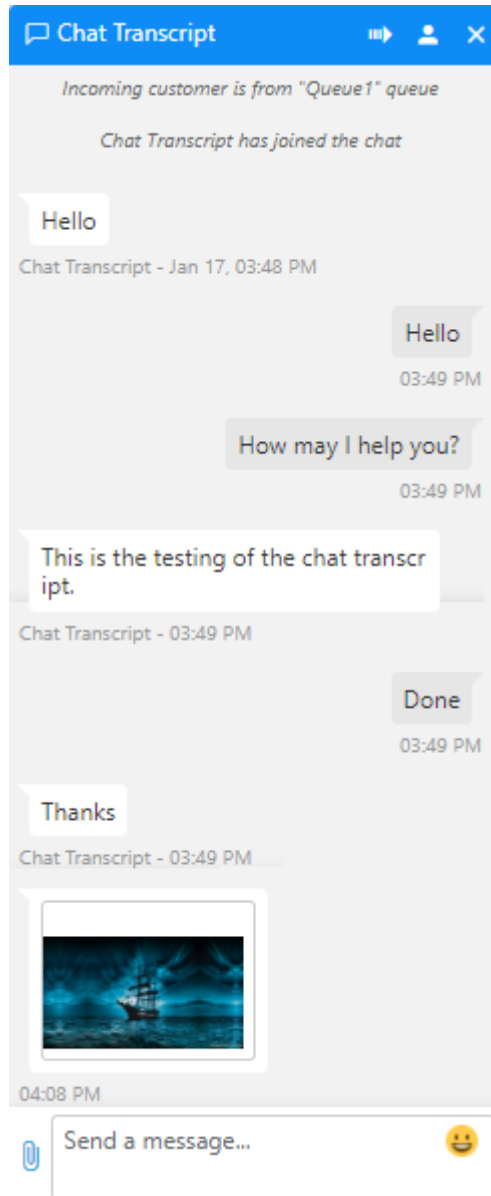 Chat Transcript
Incoming customer is from "Queue1" queue
Chat Transcript has joined the chat
Hello
Chat Transcript - Jan 17, 03:48 PM
Hello
03:49 PM
How may I help you?
03:49 PM
This is the testing of the chat transcr
ipt.
Chat Transcript - 03:49 PM
Done
03:49 PM
Thanks
Chat Transcript - 03:49 PM
04:08 PM
Send a message...